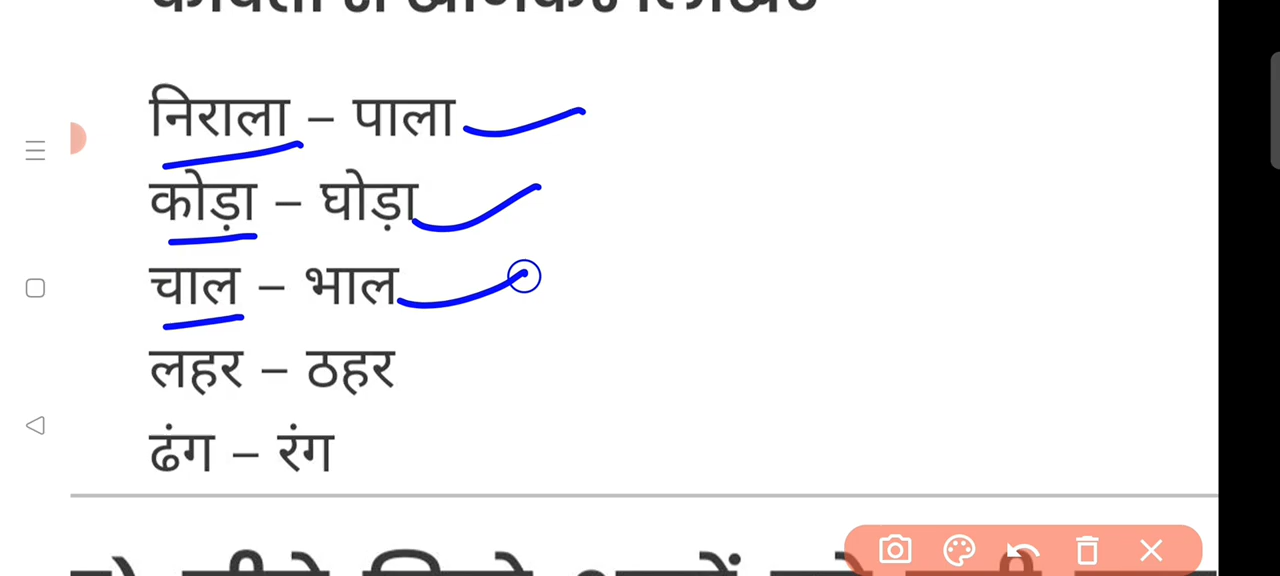 निराला – पाला
कोड़ा – घोड़ा
चाल – भाल
लहर – ठहर
ढंग – रंग